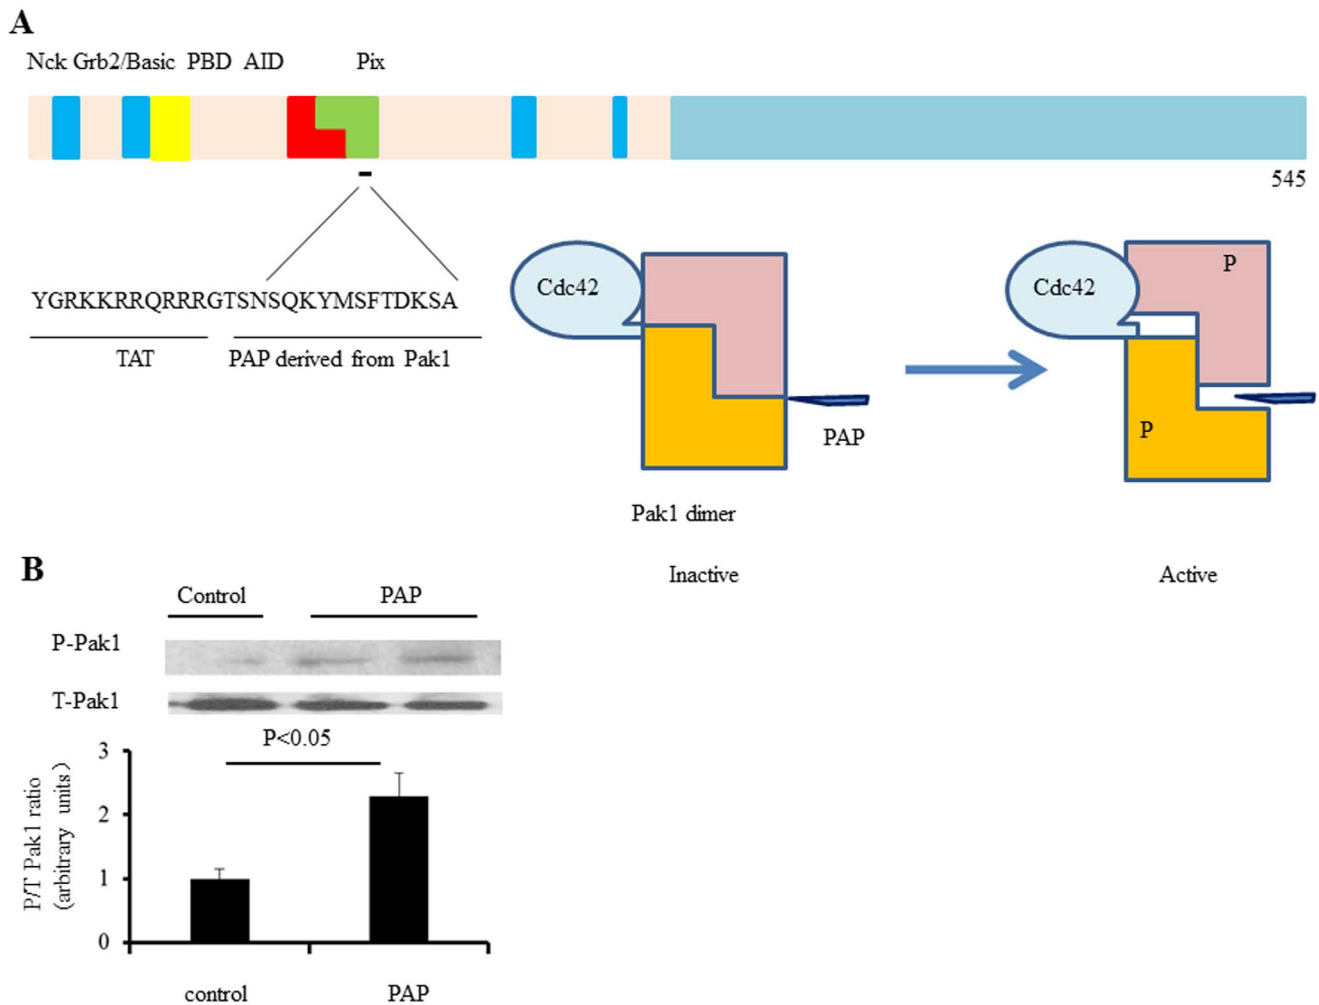 A
Nck Grb2/Basic PBD AID Pix
545
YGRKKRRQRRRGTSNSQKYMSFTDKSA
TAT PAP derived from Pak1
Cdc42
PAP
Pak1 dimer
Inactive
Cdc42
P
P
Active
B
Control PAP
P-Pak1
T-Pak1
P<0.05
P/T Pak1 ratio
(arbitrary units)
3
2
1
0
control PAP